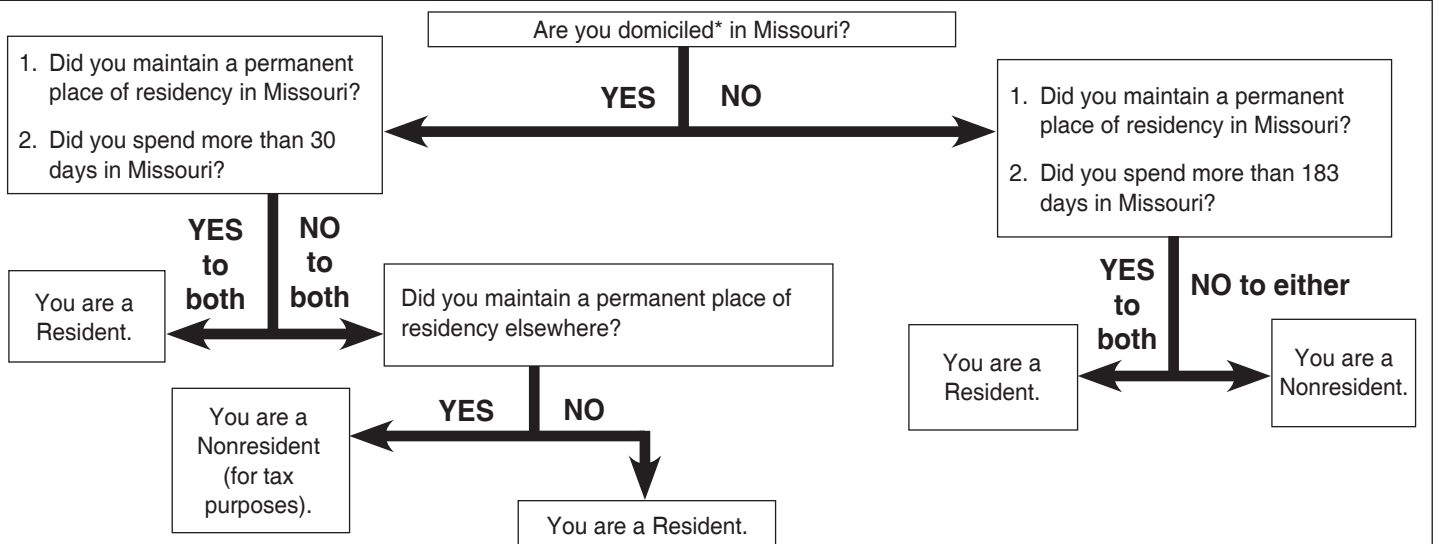 Are you domiciled* in Missouri?
YES
NO
1. Did you maintain a permanent
place of residency in Missouri?
2. Did you spend more than 30
days in Missouri?
1. Did you maintain a permanent
place of residency in Missouri?
2. Did you spend more than 183
days in Missouri?
YES
to
both
NO
to
both
You are a
Resident.
Did you maintain a permanent place of
residency elsewhere?
YES
NO
You are a
Nonresident
(for tax
purposes).
You are a Resident.
YES
to
both
NO to either
You are a
Resident.
You are a
Nonresident.